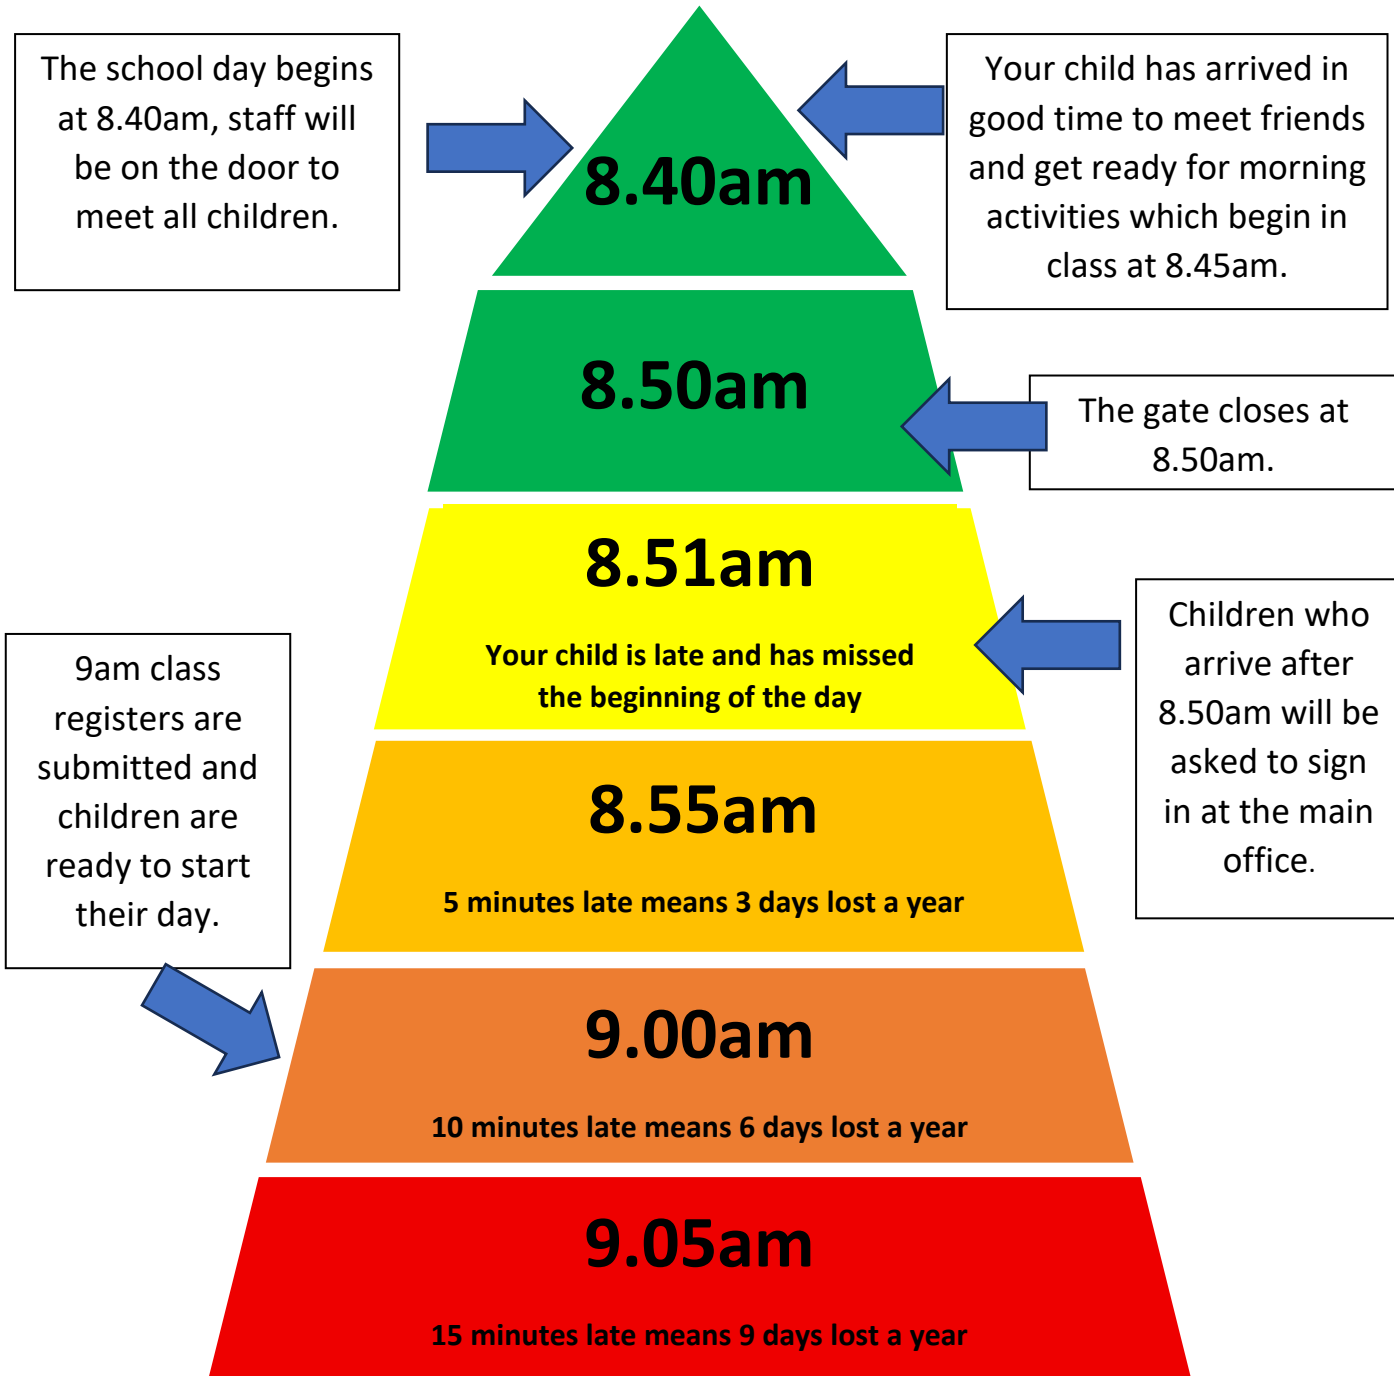 The school day begins
at 8.40am, staff will
be on the door to
meet all children.
8.40am
Your child has arrived in
good time to meet friends
and get ready for morning
activities which begin in
class at 8.45am.
8.50am
The gate closes at
8.50am.
8.51am
Your child is late and has missed
the beginning of the day
Children who
arrive after
8.50am will be
asked to sign
in at the main
office.
9am class
registers are
submitted and
children are
ready to start
their day.
8.55am
5 minutes late means 3 days lost a year
9.00am
10 minutes late means 6 days lost a year
9.05am
15 minutes late means 9 days lost a year